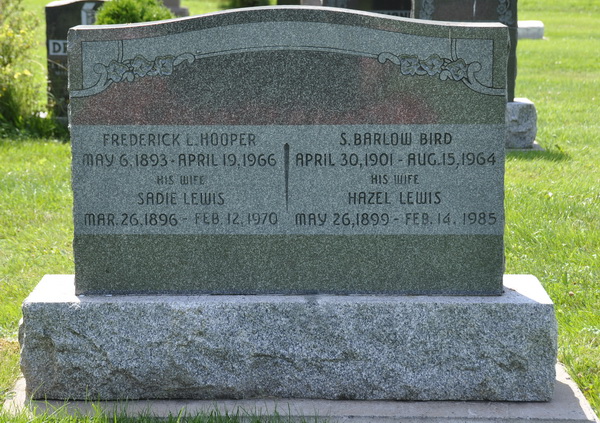 FREDERICK L. HOOPER
MAY 6, 1893 - APRIL 19, 1966
HIS WIFE
SADIE LEWIS
MAR. 26, 1896 - FEB. 12, 1970
S. BARLOW BIRD
APRIL 30, 1901 - AUG. 15, 1964
HIS WIFE
HAZEL LEWIS
MAY 26, 1899 - FEB. 14, 1985